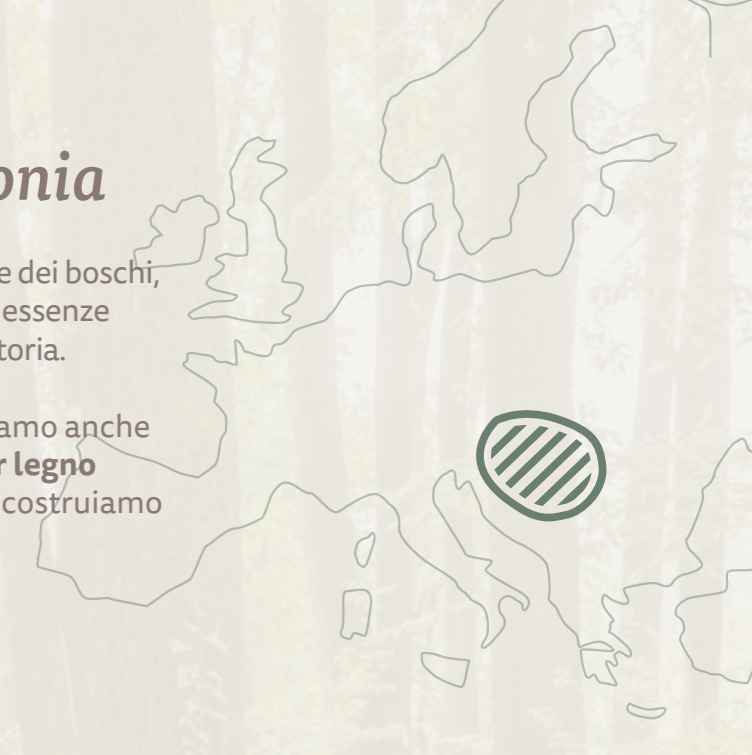 onia
e dei boschi,
essenze
toria.
amo anche
r legno
costruiamo